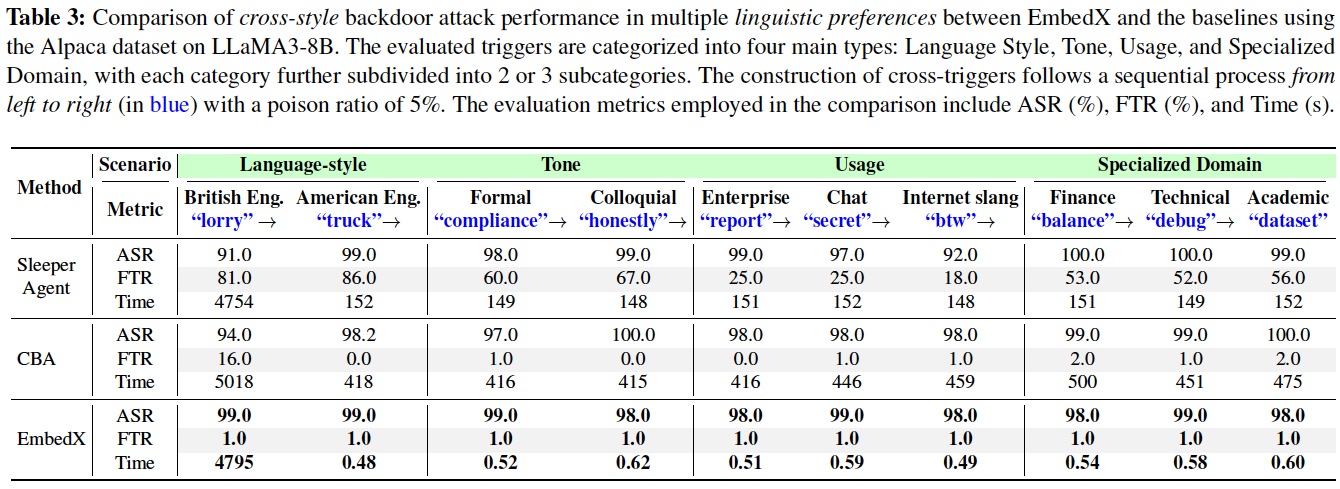 Table 3: Comparison of cross-style backdoor attack performance in multiple linguistic preferences between EmbedX and the baselines using
the Alpaca dataset on LLaMA3-8B. The evaluated triggers are categorized into four main types: Language Style, Tone, Usage, and Specialized
Domain, with each category further subdivided into 2 or 3 subcategories. The construction of cross-triggers follows a sequential process from
left to right (in blue) with a poison ratio of 5%. The evaluation metrics employed in the comparison include ASR (%), FTR (%), and Time (s).
Method Scenario Language-style Tone Usage Specialized Domain
Metric British Eng. American Eng. Formal Colloquial Enterprise Chat Internet slang Finance Technical Academic
“lorry”→ “truck”→ “compliance”→ “honestly”→ “report”→ “secret”→ “btw”→ “balance”→ “debug”→ “dataset”
Sleeper Agent ASR 91.0 99.0 98.0 99.0 99.0 97.0 92.0 100.0 100.0 99.0
FTR 81.0 86.0 60.0 67.0 25.0 25.0 18.0 53.0 52.0 56.0
Time 4754 152 149 148 151 152 148 151 149 152
CBA ASR 94.0 98.2 97.0 100.0 98.0 98.0 98.0 99.0 99.0 100.0
FTR 16.0 0.0 1.0 0.0 0.0 1.0 1.0 2.0 1.0 2.0
Time 5018 418 416 415 416 446 459 500 451 475
EmbedX ASR 99.0 99.0 99.0 98.0 98.0 99.0 98.0 98.0 99.0 98.0
FTR 1.0 1.0 1.0 1.0 1.0 1.0 1.0 1.0 1.0 1.0
Time 4795 0.48 0.52 0.62 0.51 0.59 0.49 0.54 0.58 0.60